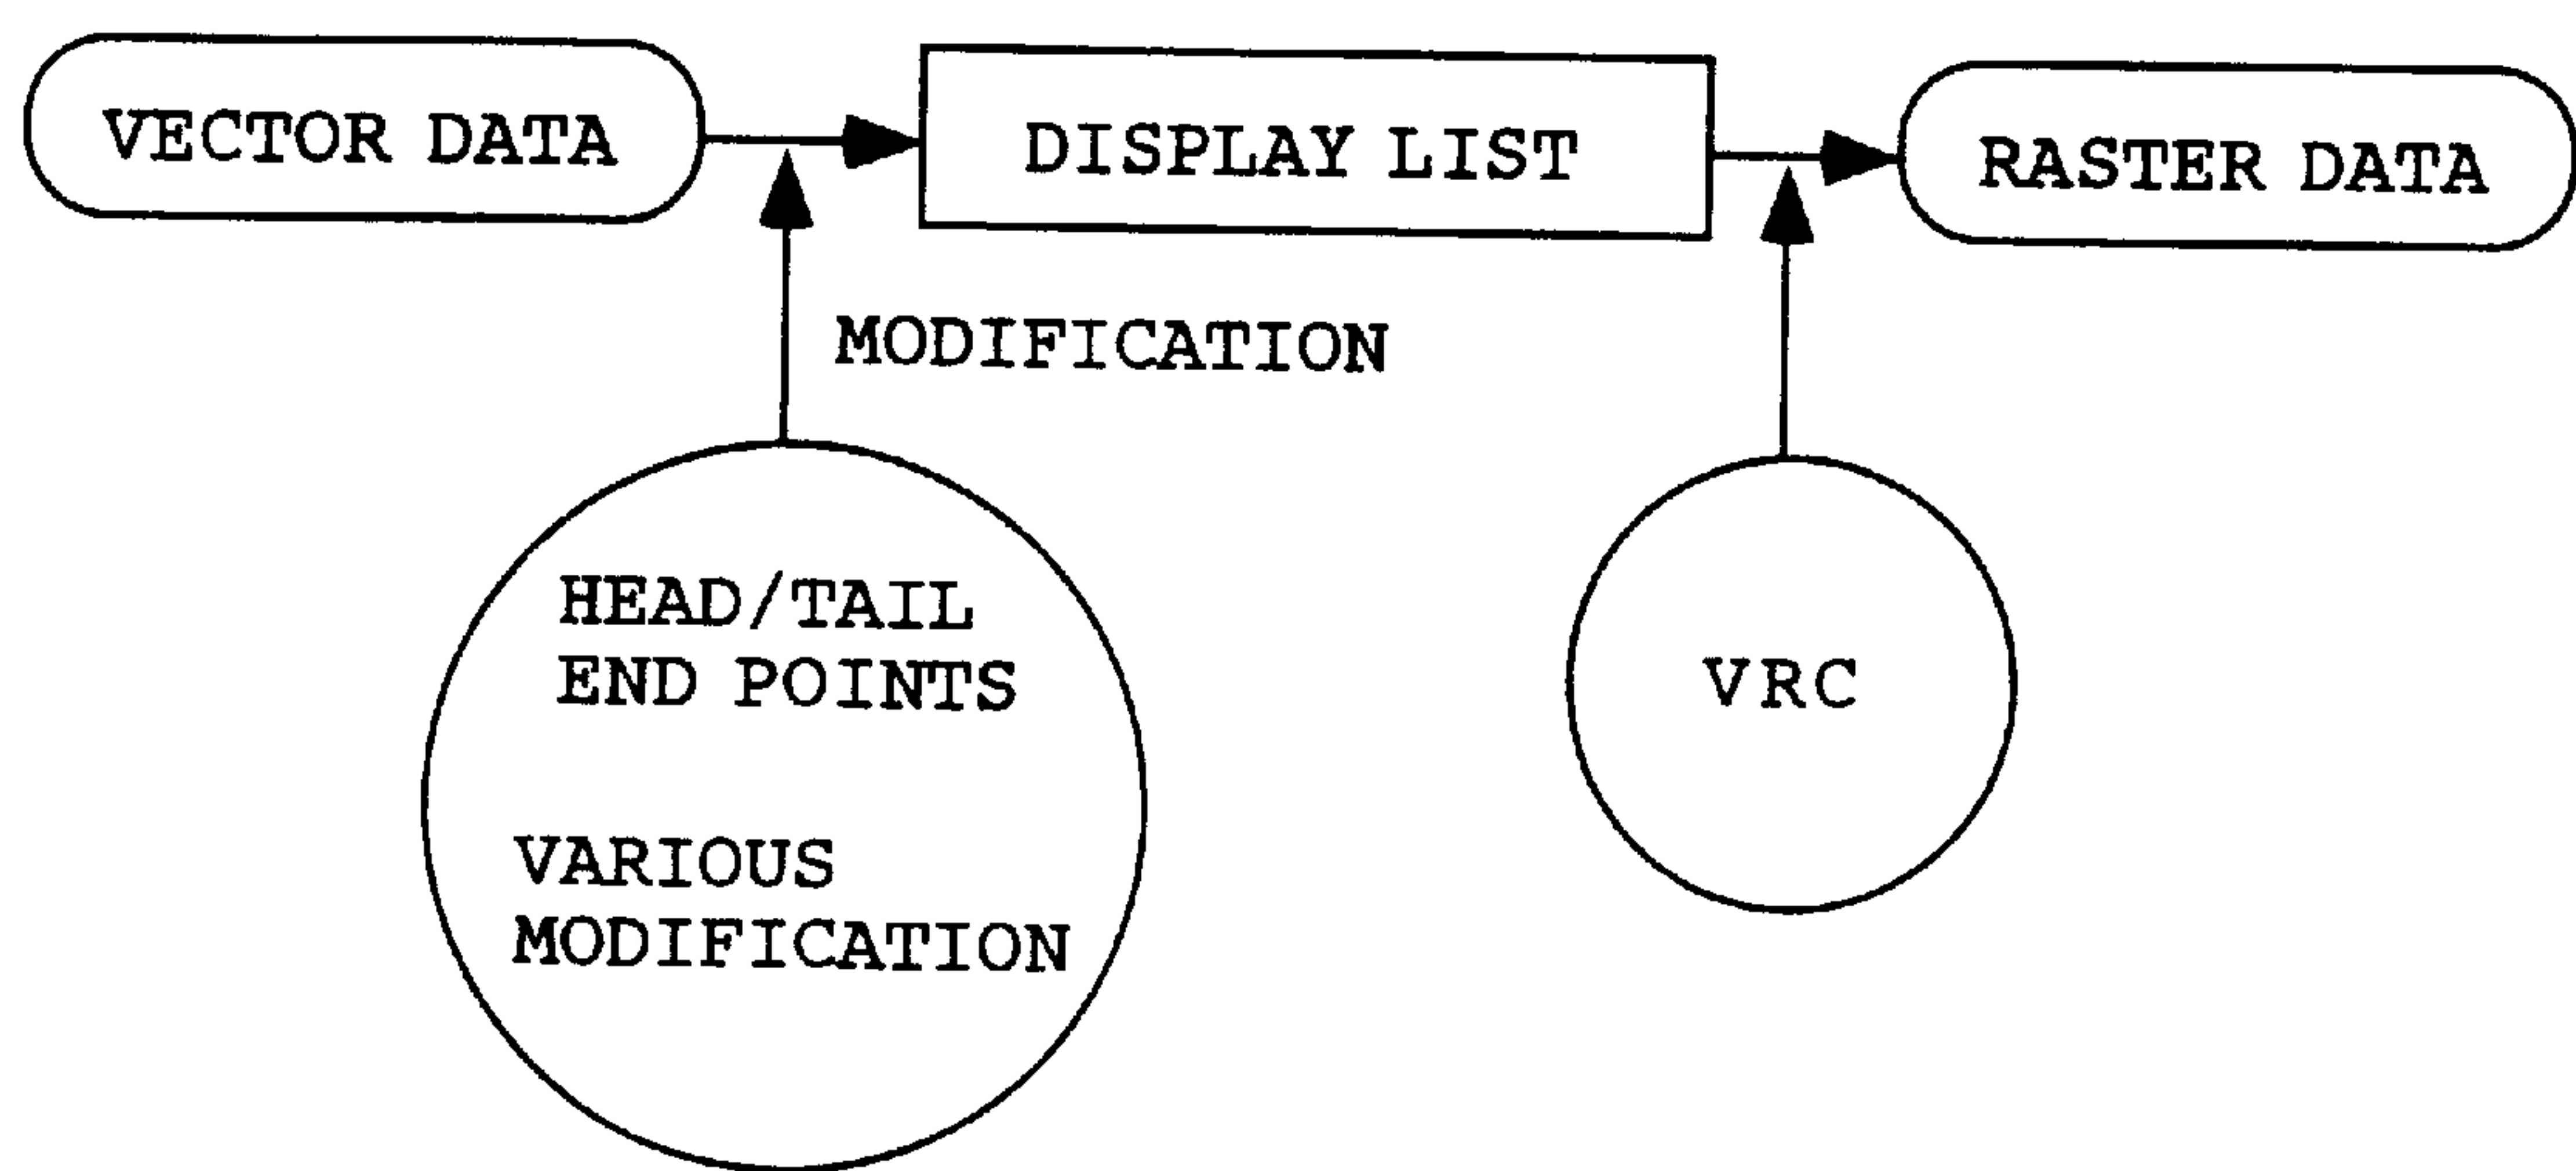 VECTOR DATA
DISPLAY LIST
RASTER DATA
MODIFICATION
HEAD/TAIL
END POINTS
VARIOUS
MODIFICATION
VRC